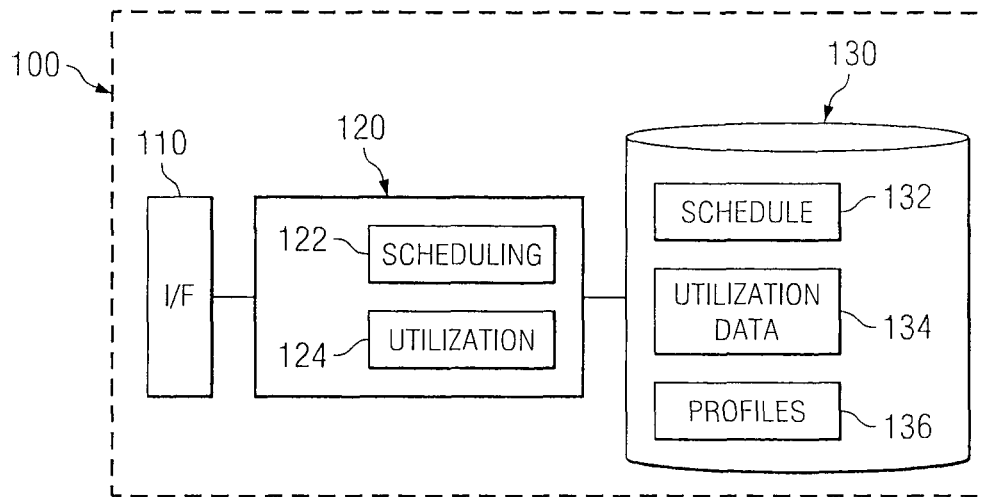 100
110
I/F
120
122
SCHEDULING
124
UTILIZATION
130
SCHEDULE
132
UTILIZATION
DATA
134
PROFILES
136